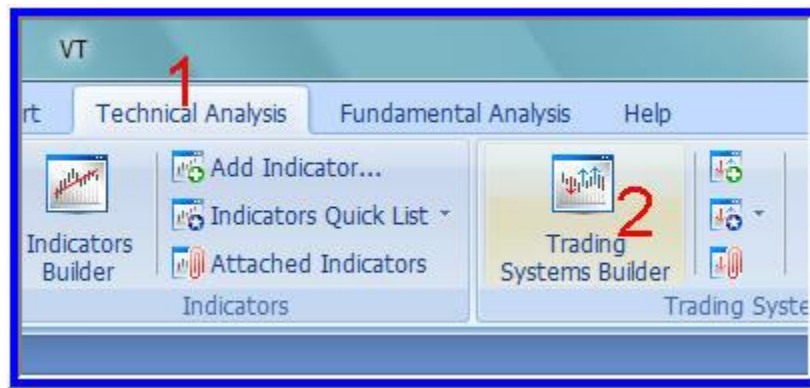 VT
1
rt Technical Analysis Fundamental Analysis Help
Add Indicator...
Indicators Quick List
Attached Indicators
Indicators
Builder
Indicators
2
Trading
Systems Builder
Trading Syste